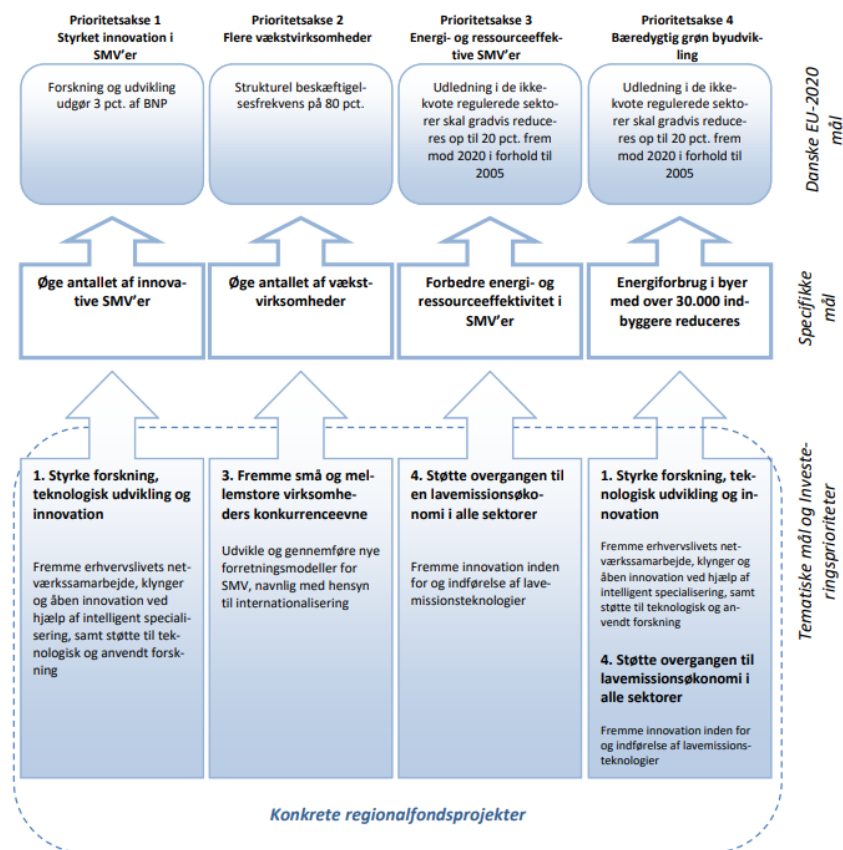 Prioritetsakse 1
Styrket innovation i
SMV'er
Prioritetsakse 2
Flere vækstvirksomheder
Prioritetsakse 3
Energi- og ressourceeffek-
tive SMV'er
Prioritetsakse 4
Bæredygtig grøn byudvik-
ling
Forskning og udvikling
udgør 3 pct. af BNP
Strukturel beskæftigel-
sesfrekvens på 80 pct.
Udledning i de ikke-
kvote regulerede sekto-
rer skal gradvis reduce-
res op til 20 pct. frem
mod 2020 i forhold til
2005
Udledning i de ikke-
kvote regulerede sekto-
rer skal gradvis reduce-
res op til 20 pct. frem
mod 2020 i forhold til
2005
Danske EU-2020
mål
Øge antallet af innova-
tive SMV'er
Øge antallet af vækst-
virksomheder
Forbedre energi- og
ressourceeffektivitet i
SMV'er
Energiforbrug i byer
med over 30.000 ind-
byggere reduceres
Specifikke
mål
1. Styrke forskning,
teknologisk udvikling og
innovation
Fremme erhvervslivets net-
værkssamarbejde, klynger
og åben innovation ved
hjælp af intelligent speciali-
sering, samt støtte til tek-
nologisk og anvendt forsk-
ning
3. Fremme små og mel-
lemstore virksomhe-
ders konkurrenceevne
Udvikle og gennemføre nye
forretningsmodeller for
SMV, navnlig med hensyn
til internationalisering
4. Støtte overgangen til
en lavemissionsøko-
nomi i alle sektorer
Fremme innovation inden
for og indførelse af lave-
missionsteknologier
1. Styrke forskning, tek-
nologisk udvikling og in-
novation
Fremme erhvervslivets net-
værkssamarbejde, klynger og
åben innovation ved hjælp af
intelligent specialisering, samt
støtte til teknologisk og an-
vendt forskning
4. Støtte overgangen til
lavemissionsøkonomi i
alle sektorer
Fremme innovation inden for
og indførelse af lavemissions-
teknologier
Tematiske mål og Investe-
ringsprioriteter
Konkrete regionalfondsprojekter